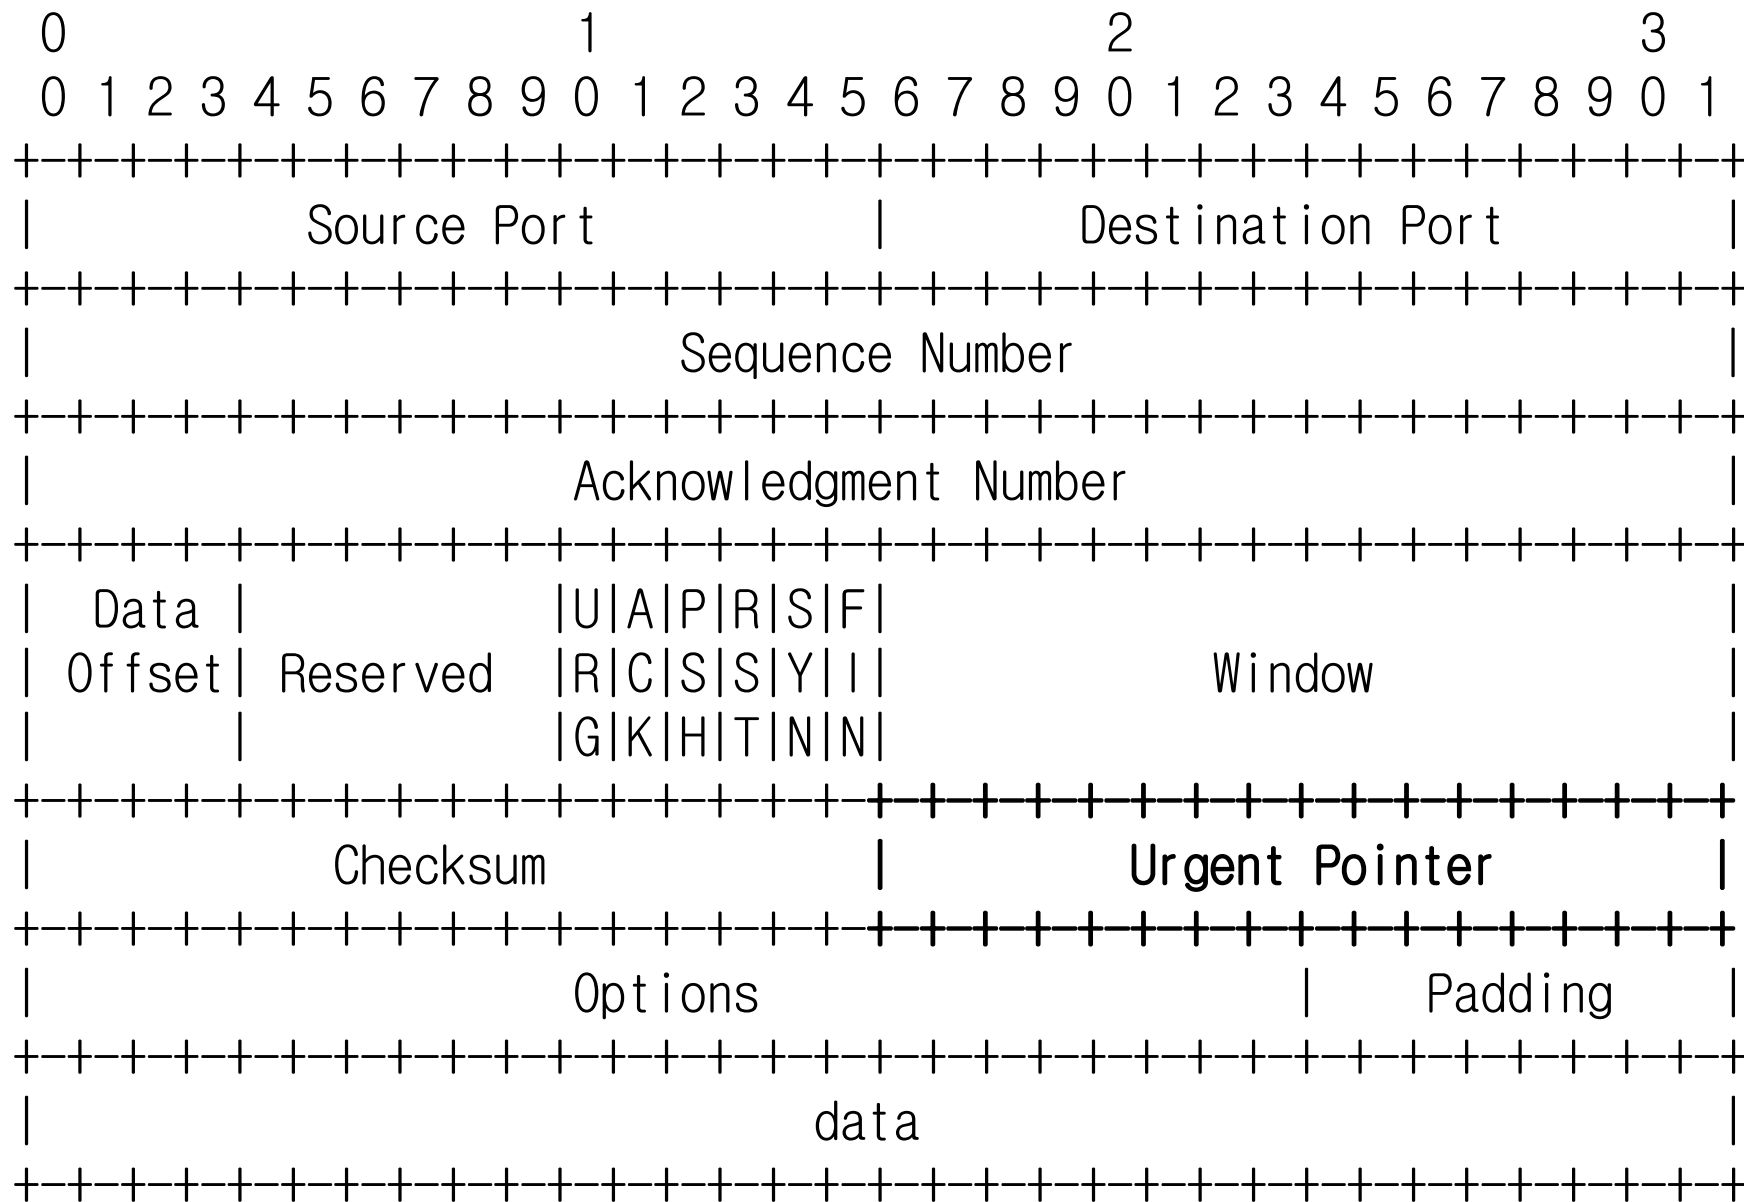 0                   1                   2                   3
 0 1 2 3 4 5 6 7 8 9 0 1 2 3 4 5 6 7 8 9 0 1 2 3 4 5 6 7 8 9 0 1
+-+-+-+-+-+-+-+-+-+-+-+-+-+-+-+-+-+-+-+-+-+-+-+-+-+-+-+-+-+-+-+-+
|          Source Port          |       Destination Port        |
+-+-+-+-+-+-+-+-+-+-+-+-+-+-+-+-+-+-+-+-+-+-+-+-+-+-+-+-+-+-+-+-+
|                        Sequence Number                        |
+-+-+-+-+-+-+-+-+-+-+-+-+-+-+-+-+-+-+-+-+-+-+-+-+-+-+-+-+-+-+-+-+
|                    Acknowledgment Number                      |
+-+-+-+-+-+-+-+-+-+-+-+-+-+-+-+-+-+-+-+-+-+-+-+-+-+-+-+-+-+-+-+-+
|  Data |           |U|A|P|R|S|F|                               |
| Offset| Reserved  |R|C|S|S|Y|I|            Window             |
|       |           |G|K|H|T|N|N|                               |
+-+-+-+-+-+-+-+-+-+-+-+-+-+-+-+-+-+-+-+-+-+-+-+-+-+-+-+-+-+-+-+-+
|           Checksum            |         Urgent Pointer        |
+-+-+-+-+-+-+-+-+-+-+-+-+-+-+-+-+-+-+-+-+-+-+-+-+-+-+-+-+-+-+-+-+
|                    Options                    |    Padding    |
+-+-+-+-+-+-+-+-+-+-+-+-+-+-+-+-+-+-+-+-+-+-+-+-+-+-+-+-+-+-+-+-+
|                             data                              |
+-+-+-+-+-+-+-+-+-+-+-+-+-+-+-+-+-+-+-+-+-+-+-+-+-+-+-+-+-+-+-+-+